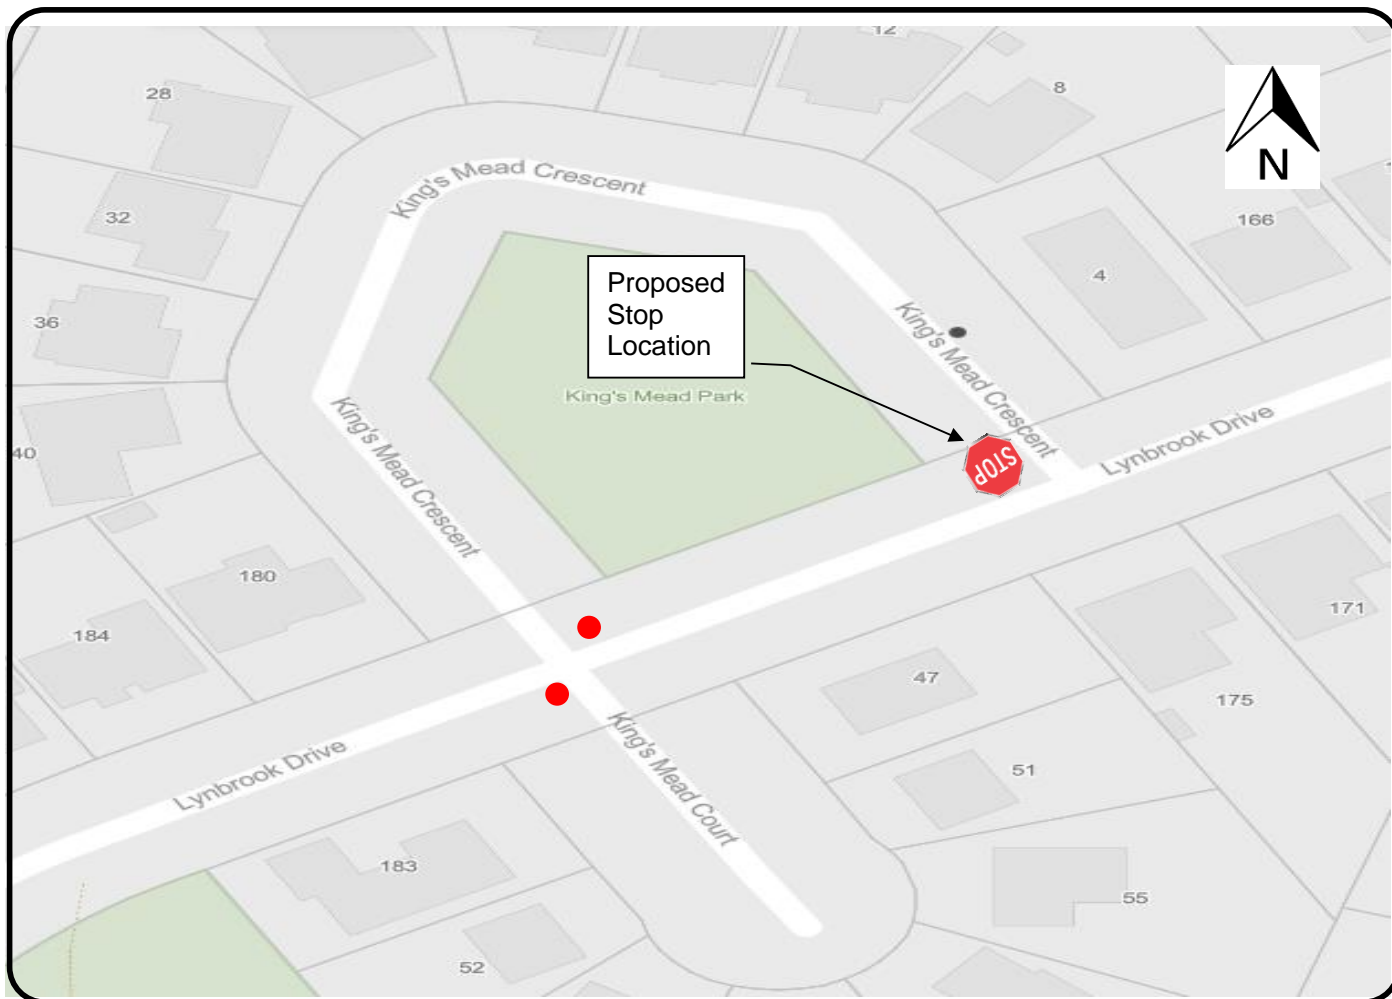 12
28
8
N
King's Mead Crescent
32
166
4
Proposed
Stop
Location
36
King's Mead Crescent
King's Mead Park
King's Mead Crescent
Lynbrook Drive
40
STOP
180
171
184
47
175
King's Mead Court
Lynbrook Drive
51
183
55
52